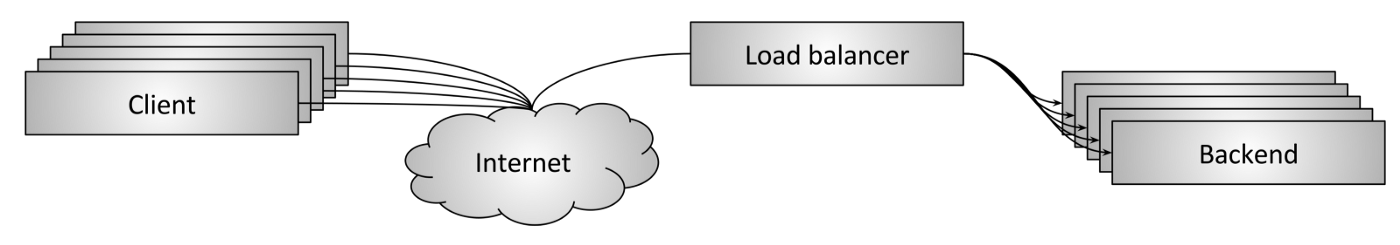 Client
Internet
Load balancer
Backend